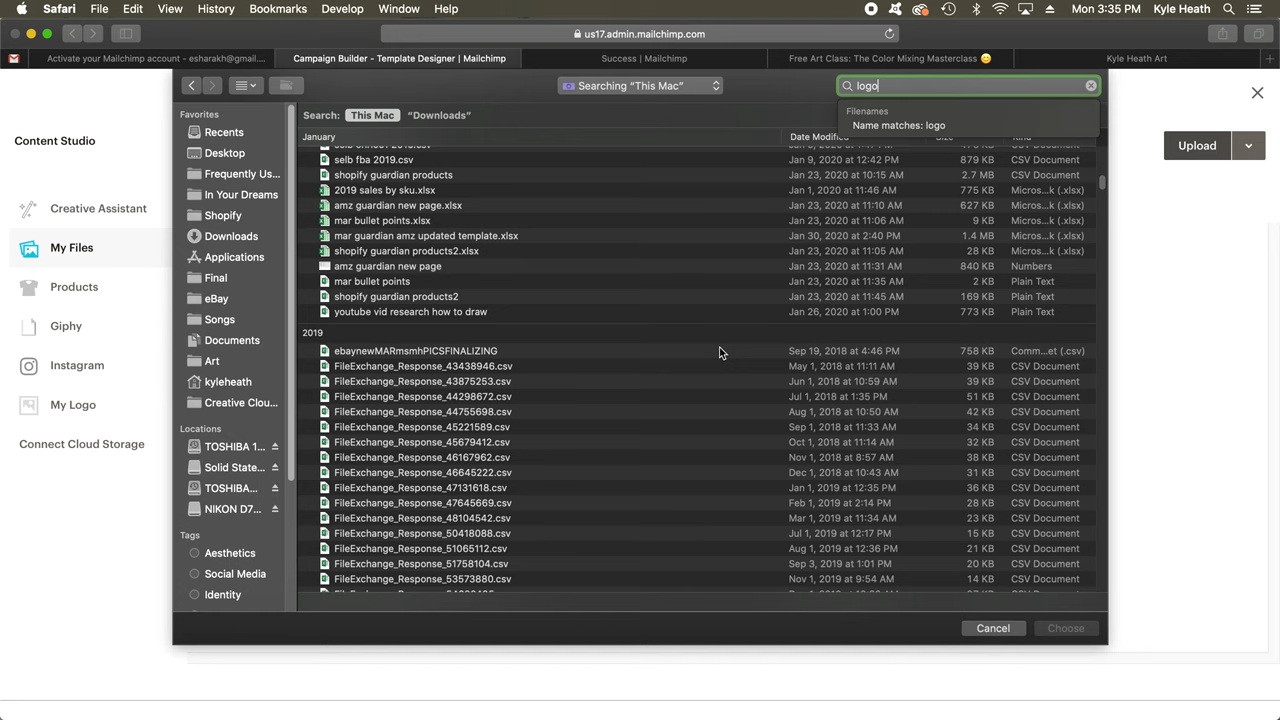 Safari File Edit View History Bookmarks Develop Window Help Mon 3:35 PM Kyle Heath
us17.admin.mailchimp.com
Activate your Mailchimp account - esharakh@gmail.... Campaign Builder - Template Designer | Mailchimp Success | Mailchimp Free Art Class: The Color Mixing Masterclass 😊 Kyle Heath Art
Searching “This Mac” logo
Search: This Mac “Downloads” Filenames
Name matches: logo
January Date Modified Size Kind
Content Studio
Upload
Creative Assistant
My Files
Products
Giphy
Instagram
My Logo
Connect Cloud Storage
Favorites
Recents
Desktop
Frequently Us...
In Your Dreams
Shopify
Downloads
Applications
Final
eBay
Songs
Documents
Art
kyleheath
Creative Clou...
Locations
TOSHIBA 1...
Solid State...
TOSHIBA...
NIKON D7...
Tags
Aesthetics
Social Media
Identity
selb fba 2019.csv Jan 9, 2020 at 12:42 PM 879 KB CSV Document
shopify guardian products Jan 23, 2020 at 10:15 AM 2.7 MB CSV Document
2019 sales by sku.xlsx Jan 1, 2020 at 11:46 AM 775 KB Micros...k (.xlsx)
amz guardian new page.xlsx Jan 23, 2020 at 11:10 AM 627 KB Micros...k (.xlsx)
mar bullet points.xlsx Jan 23, 2020 at 11:06 AM 9 KB Micros...k (.xlsx)
mar guardian amz updated template.xlsx Jan 30, 2020 at 2:40 PM 1.4 MB Micros...k (.xlsx)
shopify guardian products2.xlsx Jan 23, 2020 at 11:05 AM 28 KB Micros...k (.xlsx)
amz guardian new page Jan 23, 2020 at 11:31 AM 840 KB Numbers
mar bullet points Jan 23, 2020 at 11:35 AM 2 KB Plain Text
shopify guardian products2 Jan 23, 2020 at 11:45 AM 169 KB Plain Text
youtube vid research how to draw Jan 26, 2020 at 1:00 PM 773 KB Plain Text
2019
ebaynewMARmsmhPICSFINALIZING Sep 19, 2018 at 4:46 PM 758 KB Comm...et (.csv)
FileExchange_Response_43438946.csv May 1, 2018 at 11:11 AM 39 KB CSV Document
FileExchange_Response_43875253.csv Jun 1, 2018 at 10:59 AM 39 KB CSV Document
FileExchange_Response_44298672.csv Jul 1, 2018 at 1:35 PM 51 KB CSV Document
FileExchange_Response_44755698.csv Aug 1, 2018 at 10:50 AM 42 KB CSV Document
FileExchange_Response_45221589.csv Sep 1, 2018 at 11:33 AM 34 KB CSV Document
FileExchange_Response_45679412.csv Oct 1, 2018 at 11:14 AM 32 KB CSV Document
FileExchange_Response_46167962.csv Nov 1, 2018 at 8:57 AM 38 KB CSV Document
FileExchange_Response_46645222.csv Dec 1, 2018 at 10:43 AM 31 KB CSV Document
FileExchange_Response_47131618.csv Jan 1, 2019 at 12:35 PM 36 KB CSV Document
FileExchange_Response_47645669.csv Feb 1, 2019 at 2:14 PM 36 KB CSV Document
FileExchange_Response_48104542.csv Mar 1, 2019 at 11:34 AM 23 KB CSV Document
FileExchange_Response_50418088.csv Jul 1, 2019 at 12:17 PM 15 KB CSV Document
FileExchange_Response_51065112.csv Aug 1, 2019 at 12:36 PM 21 KB CSV Document
FileExchange_Response_51758104.csv Sep 3, 2019 at 1:01 PM 20 KB CSV Document
FileExchange_Response_53573880.csv Nov 1, 2019 at 9:54 AM 14 KB CSV Document
Cancel Choose